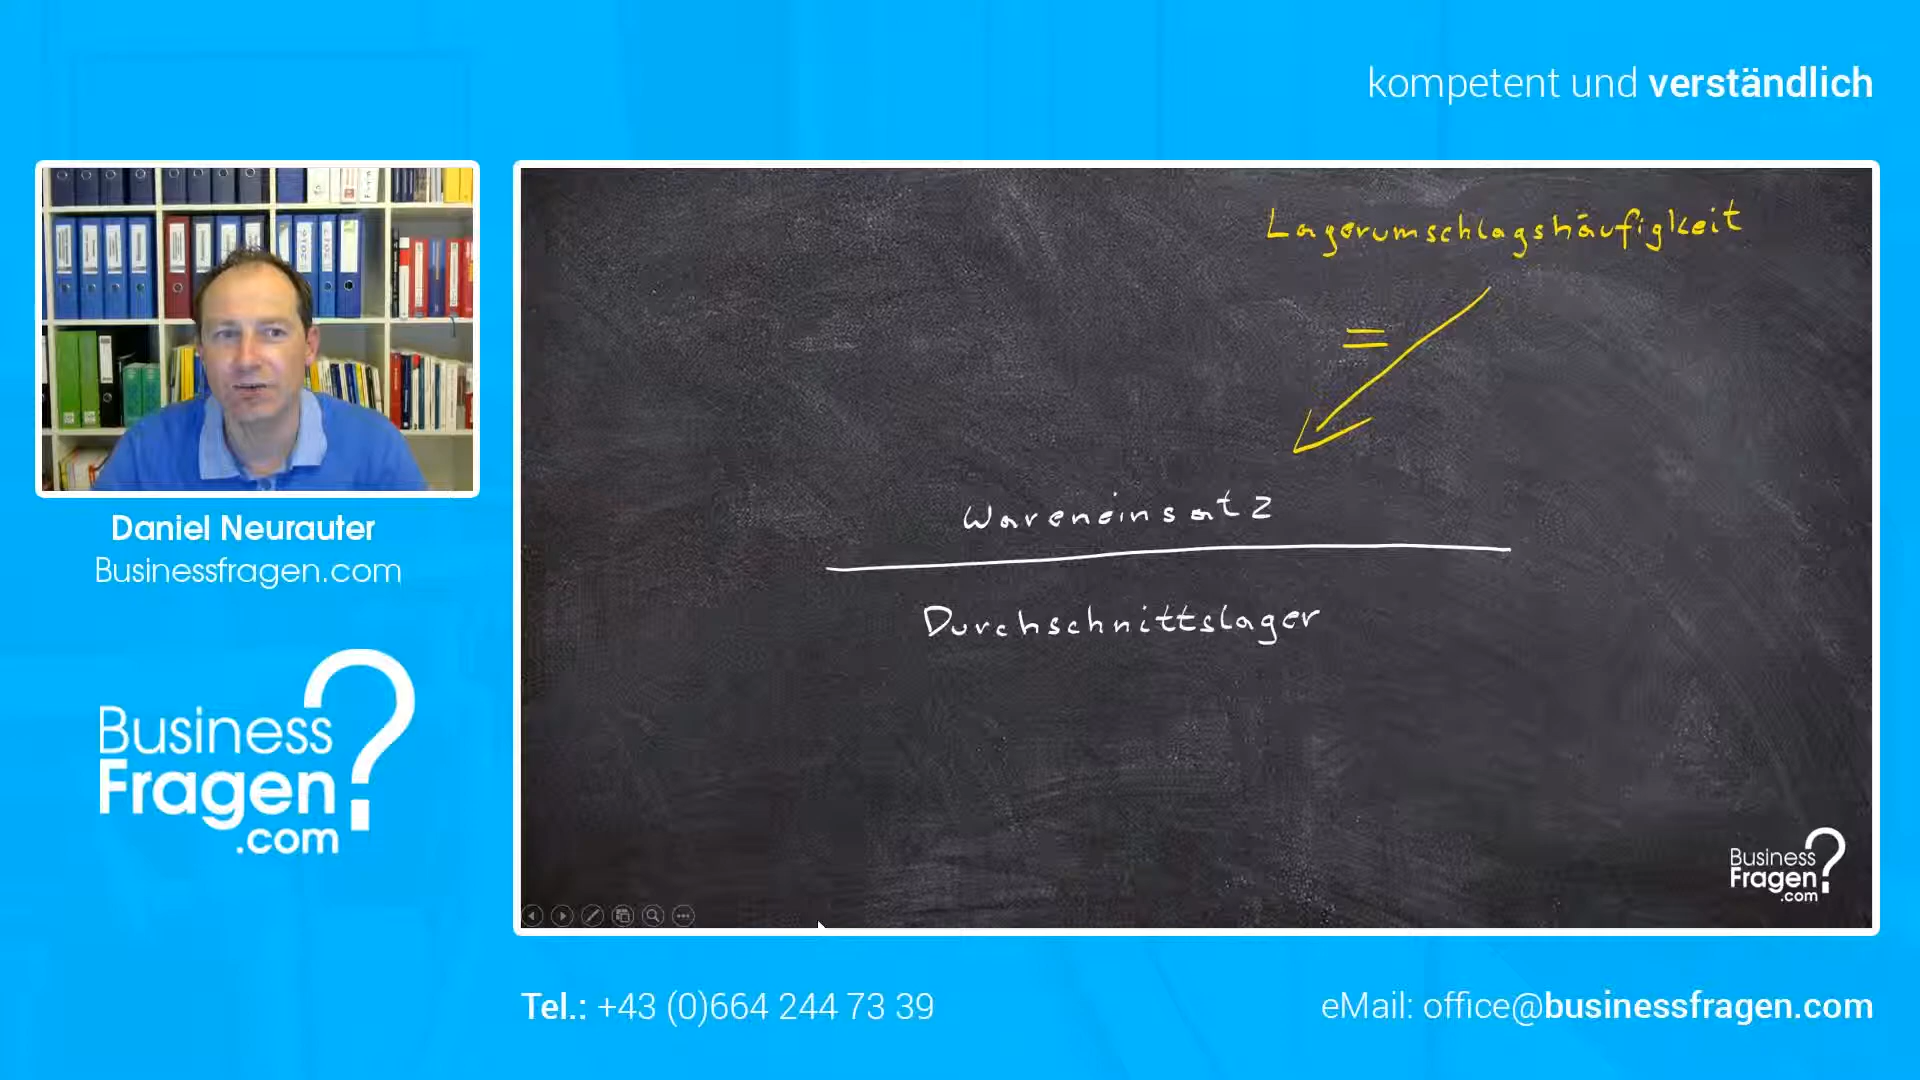 kompetent und verständlich
Lagerumschlagshäufigkeit
=
Wareneinsatz
Durchschnittslager
Daniel Neurauter
Businessfragen.com
Business
Fragen
.com
?
Business
Fragen
.com
?
Tel.: +43 (0)664 244 73 39
eMail: office@businessfragen.com